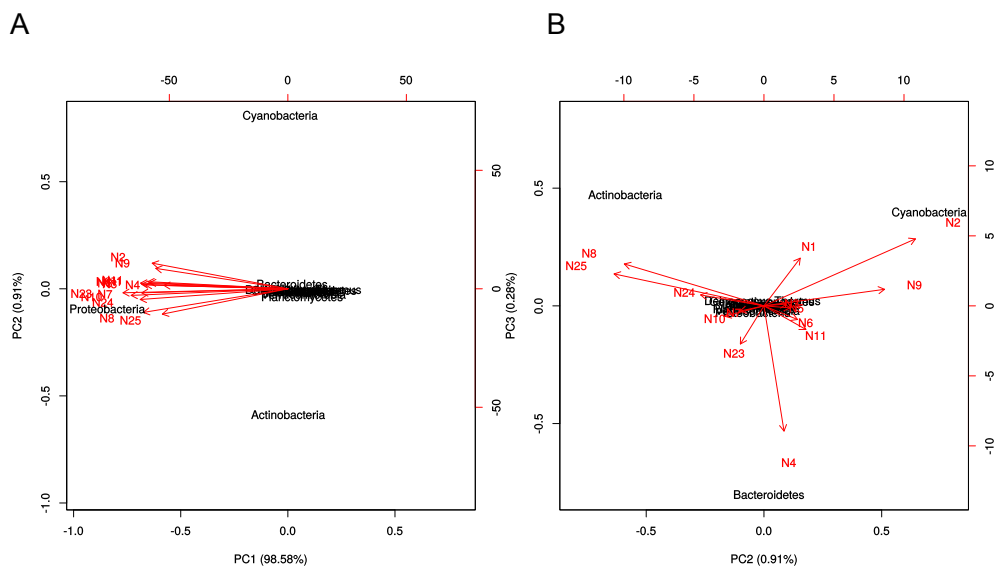 A
B
-50 0 50
-10 -5 0 5 10
Cyanobacteria
0.5
50
10
0.5
Actinobacteria
Cyanobacteria
N2
5
N1
N2
N9
N8
N25
N9
PC2 (0.91%)
0.0
0
PC3 (0.28%)
0.0
0
N4
Bacteroidetes
N23
N7
N24
Planctomycetes
Proteobacteria
N8
N25
N24
N10
N6
N11
N23
-0.5
Actinobacteria
-50
-5
-0.5
N4
-10
Bacteroidetes
-1.0
-1.0 -0.5 0.0 0.5
-0.5 0.0 0.5
PC1 (98.58%)
PC2 (0.91%)